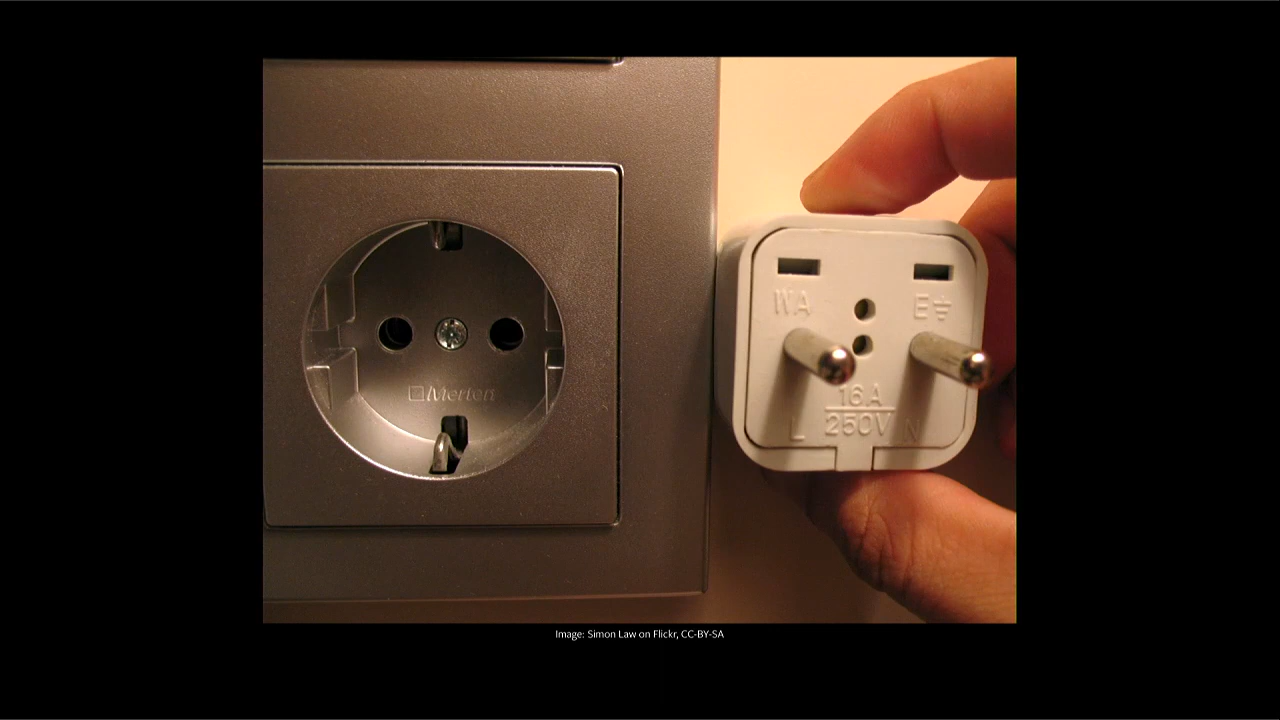 Merten
WA
E
16A
250V
L
N
Image: Simon Law on Flickr, CC-BY-SA